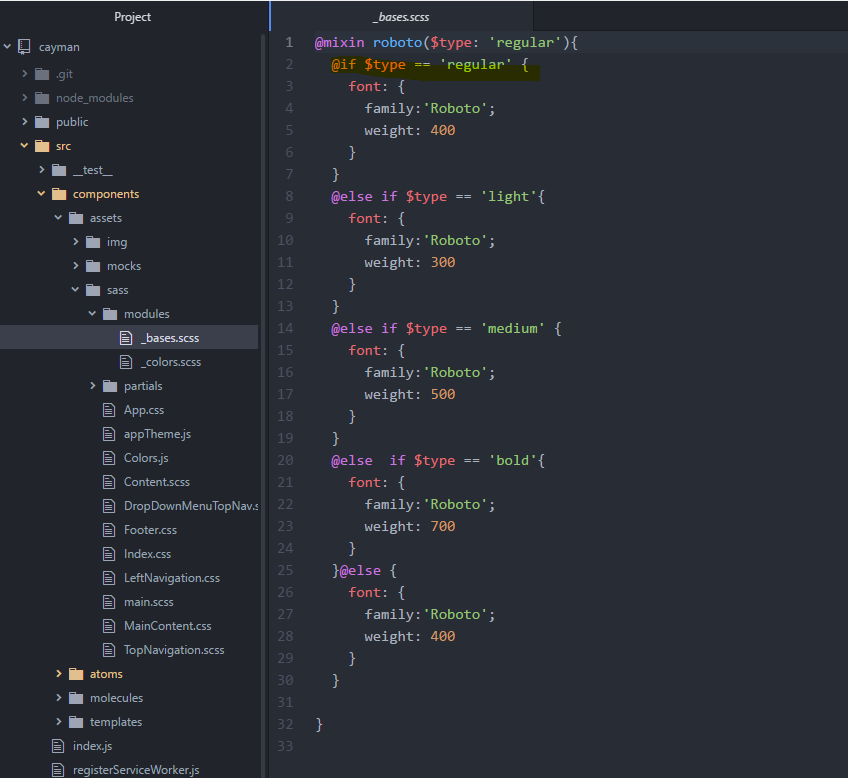 Project
cayman
.git
node_modules
public
src
__test__
components
assets
img
mocks
sass
modules
_bases.scss
_colors.scss
partials
App.css
appTheme.js
Colors.js
Content.scss
DropDownMenuTopNav.s
Footer.css
Index.css
LeftNavigation.css
main.scss
MainContent.css
TopNavigation.scss
atoms
molecules
templates
index.js
registerServiceWorker.js
_bases.scss
1 @mixin roboto($type: 'regular'){
2   @if $type == 'regular' {
3     font: {
4       family:'Roboto';
5       weight: 400
6     }
7   }
8   @else if $type == 'light'{
9     font: {
10       family:'Roboto';
11       weight: 300
12     }
13   }
14   @else if $type == 'medium' {
15     font: {
16       family:'Roboto';
17       weight: 500
18     }
19   }
20   @else  if $type == 'bold'{
21     font: {
22       family:'Roboto';
23       weight: 700
24     }
25   }@else {
26     font: {
27       family:'Roboto';
28       weight: 400
29     }
30   }
31
32 }
33